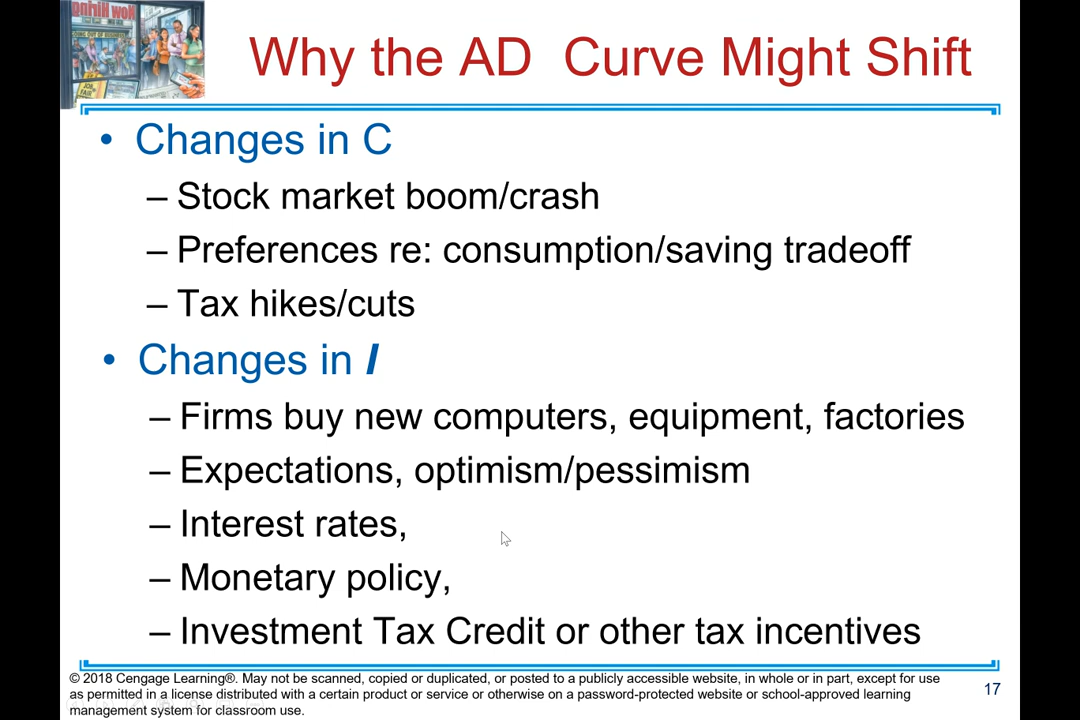 Now Hiring
Why the AD Curve Might Shift
• Changes in C
– Stock market boom/crash
– Preferences re: consumption/saving tradeoff
– Tax hikes/cuts
• Changes in I
– Firms buy new computers, equipment, factories
– Expectations, optimism/pessimism
– Interest rates,
– Monetary policy,
– Investment Tax Credit or other tax incentives
© 2018 Cengage Learning®. May not be scanned, copied or duplicated, or posted to a publicly accessible website, in whole or in part, except for use
as permitted in a license distributed with a certain product or service or otherwise on a password-protected website or school-approved learning
management system for classroom use.
17